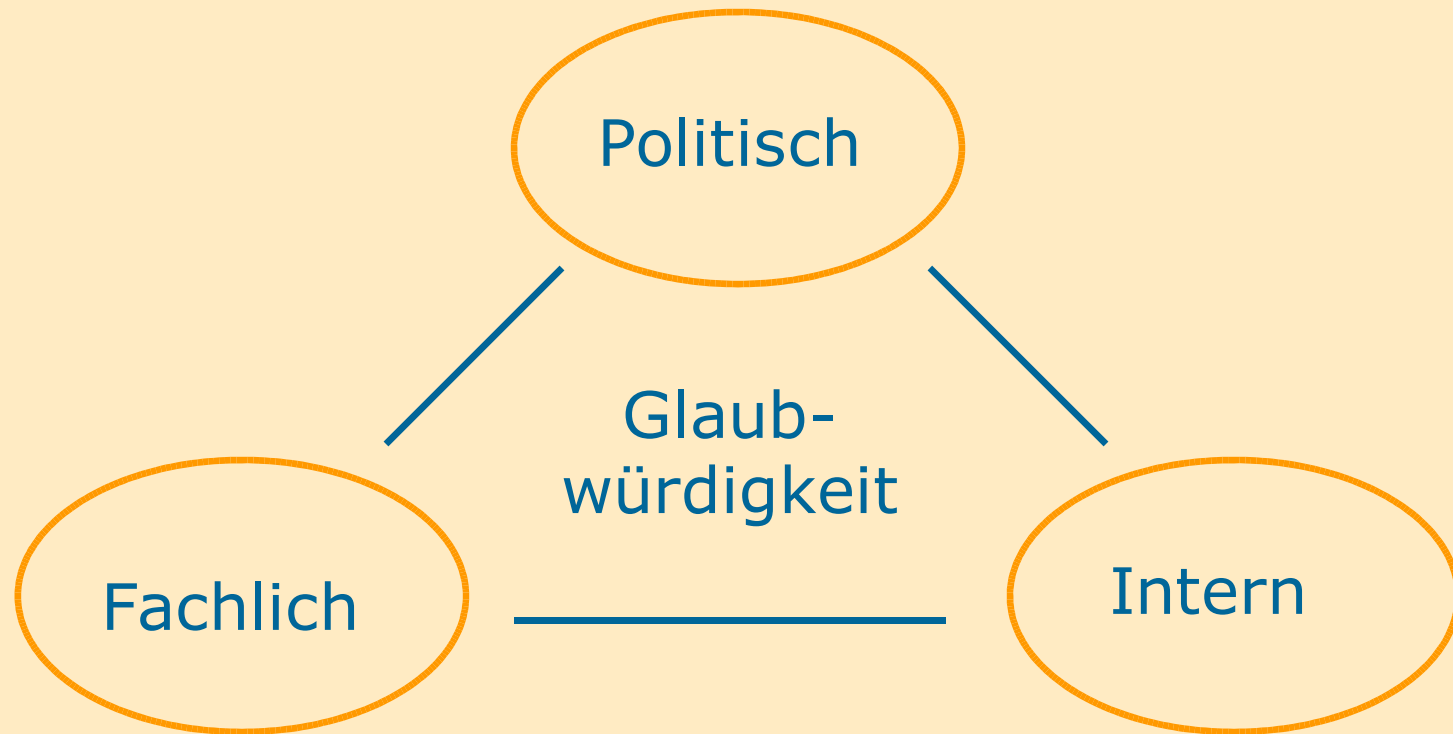 Politisch
Glaub-
würdigkeit
Fachlich
Intern